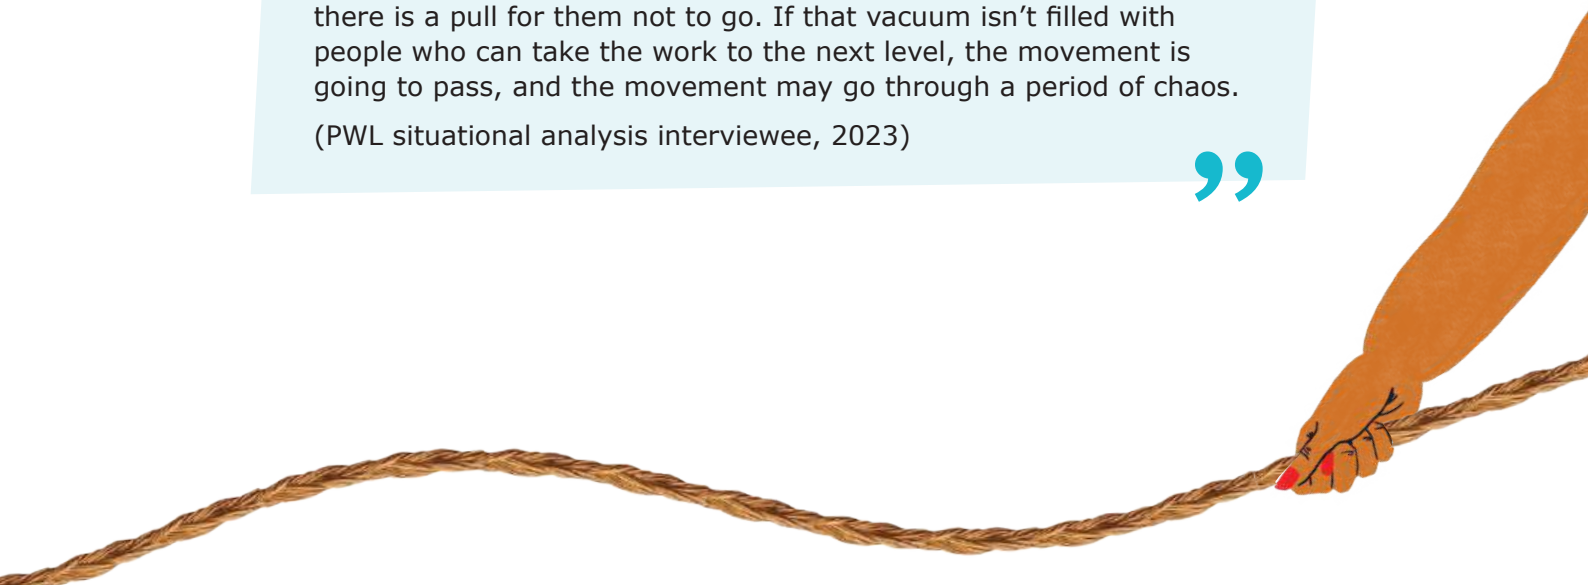 there is a pull for them not to go. If that vacuum isn’t filled with
people who can take the work to the next level, the movement is
going to pass, and the movement may go through a period of chaos.
(PWL situational analysis interviewee, 2023)
”